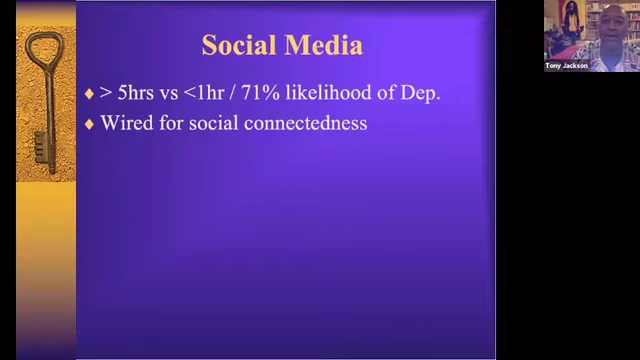 Social Media
> 5hrs vs <1hr / 71% likelihood of Dep.
Wired for social connectedness
Tony Jackson